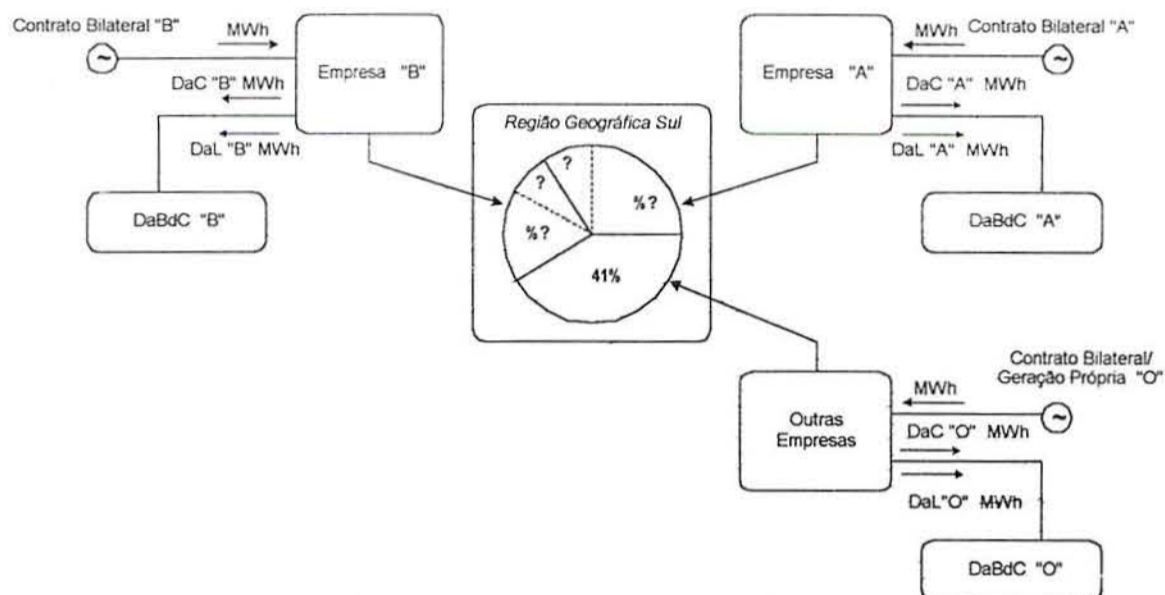 Contrato Bilateral "B"
MWh
Empresa "B"
DaC "B" MWh
DaL "B" MWh
DaBdC "B"
MWh
Contrato Bilateral "A"
Empresa "A"
DaC "A" MWh
DaL "A" MWh
DaBdC "A"
Região Geográfica Sul
?
?
% ?
% ?
41%
Contrato Bilateral/
Geração Própria "O"
MWh
Outras
Empresas
DaC "O" MWh
DaL"O" MWh
DaBdC "O"